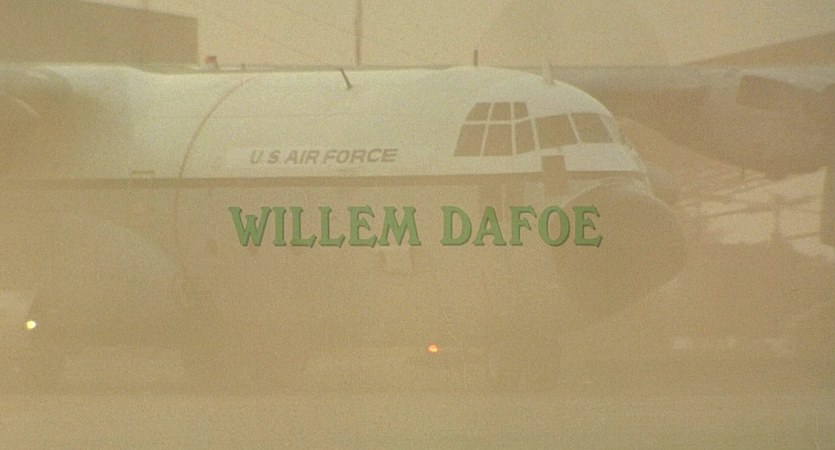 U.S. AIR FORCE
WILLEM DAFOE